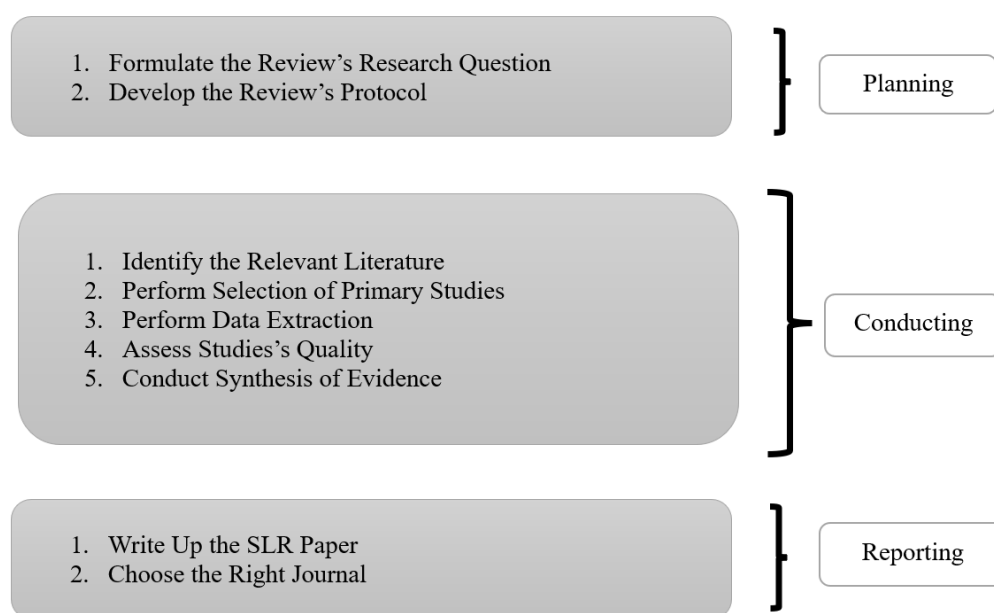 1. Formulate the Review’s Research Question
2. Develop the Review’s Protocol
Planning
1. Identify the Relevant Literature
2. Perform Selection of Primary Studies
3. Perform Data Extraction
4. Assess Studies’s Quality
5. Conduct Synthesis of Evidence
Conducting
1. Write Up the SLR Paper
2. Choose the Right Journal
Reporting